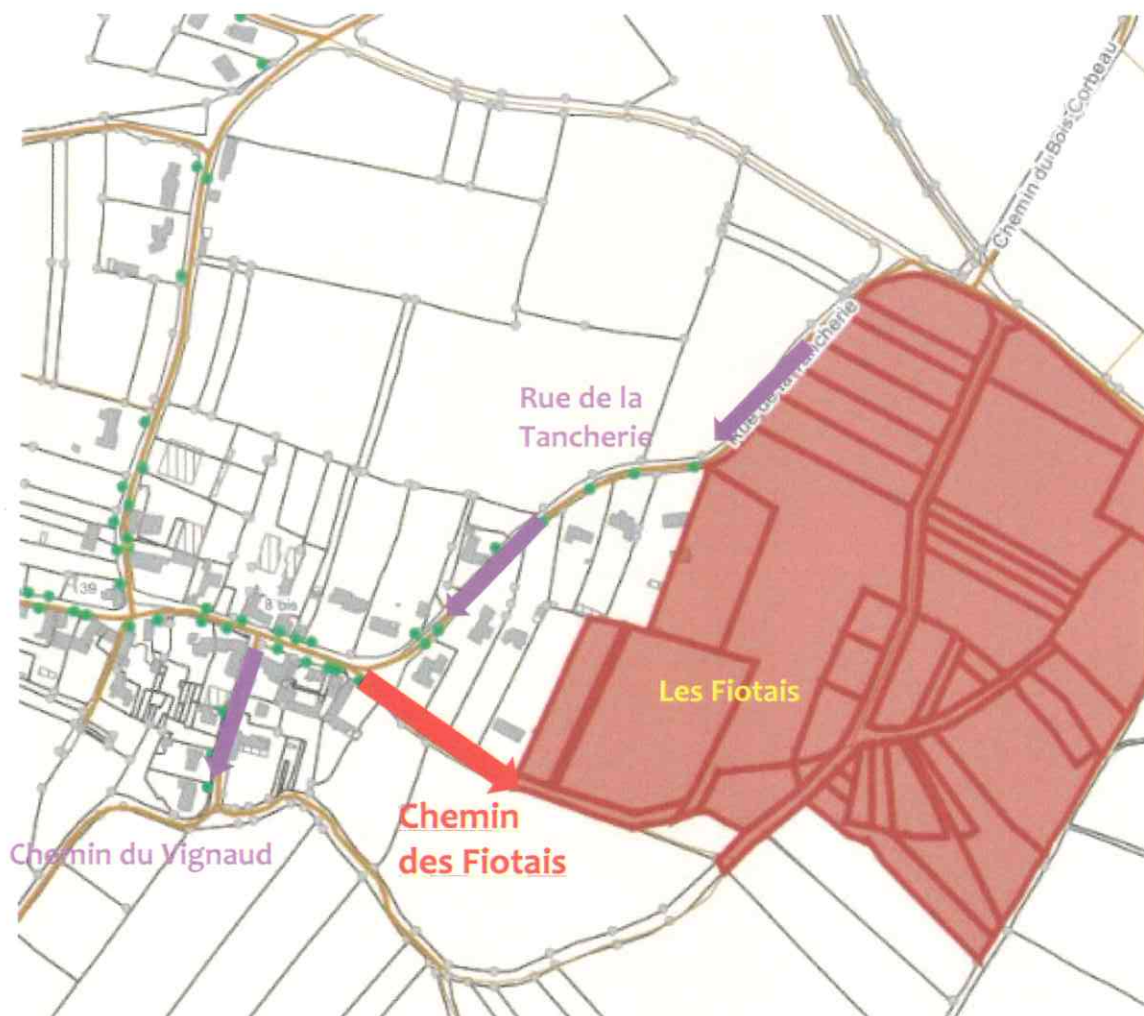 Chemin du Bois Corbeau
Rue de la Tancherie
Rue de la
Tancherie
39
8 bis
Les Fiotais
Chemin
des Fiotais
Chemin du Vignaud